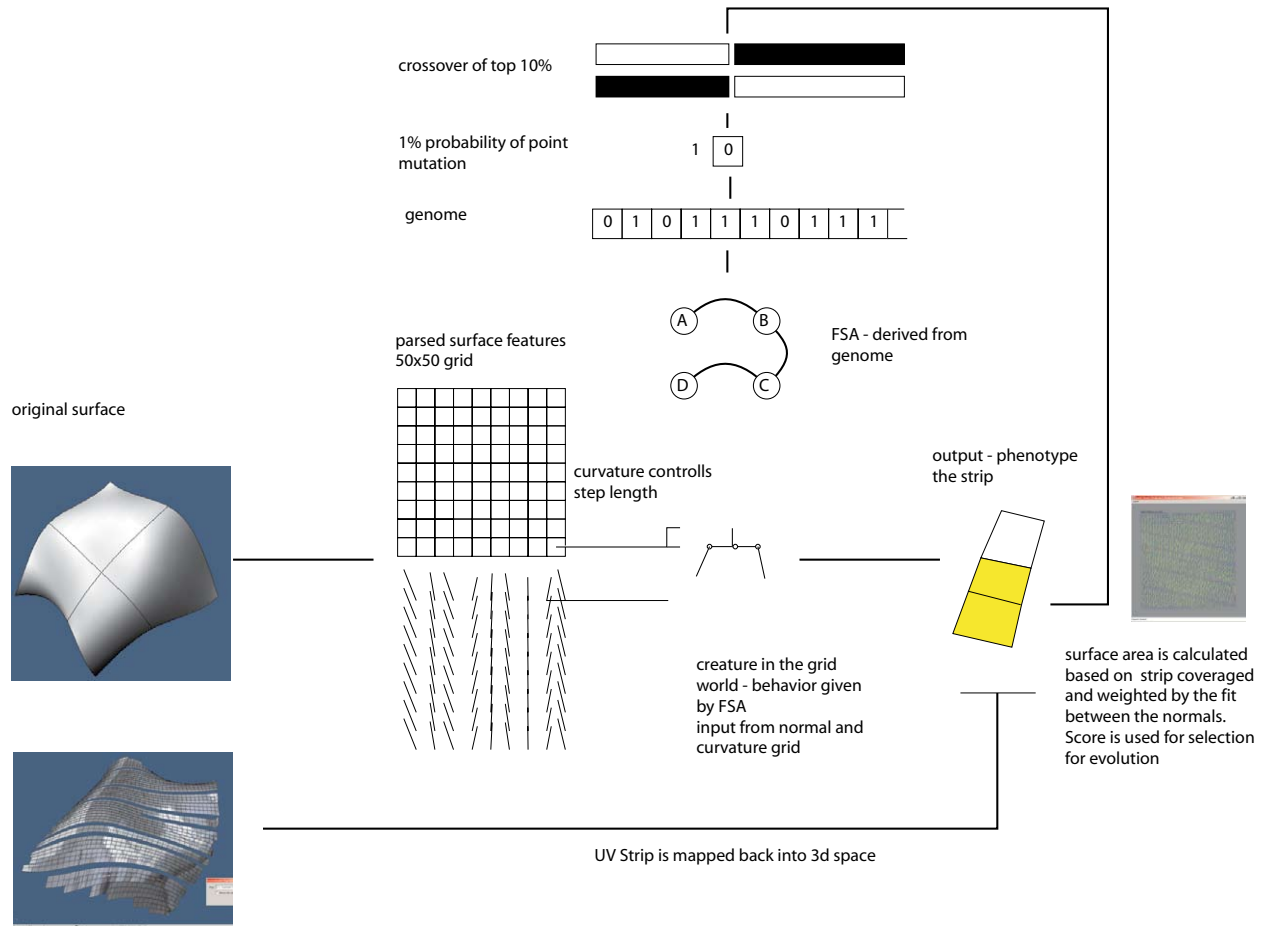 crossover of top 10%
1% probability of point
mutation
1 0
genome
0 1 0 1 1 1 0 1 1 1
A B
D C
FSA - derived from
genome
parsed surface features
50x50 grid
original surface
curvature controlls
step length
output - phenotype
the strip
creature in the grid
world - behavior given
by FSA
input from normal and
curvature grid
surface area is calculated
based on strip coveraged
and weighted by the fit
between the normals.
Score is used for selection
for evolution
UV Strip is mapped back into 3d space